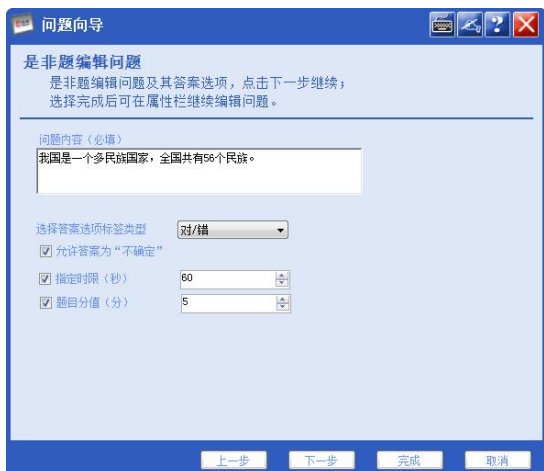 问题向导
是非题编辑问题
是非题编辑问题及其答案选项，点击下一步继续；
选择完成后可在属性栏继续编辑问题。
问题内容（必填）
我国是一个多民族国家，全国共有56个民族。
选择答案选项标签类型 对/错
允许答案为“不确定”
指定时限（秒） 60
题目分值（分） 5
上一步 下一步 完成 取消